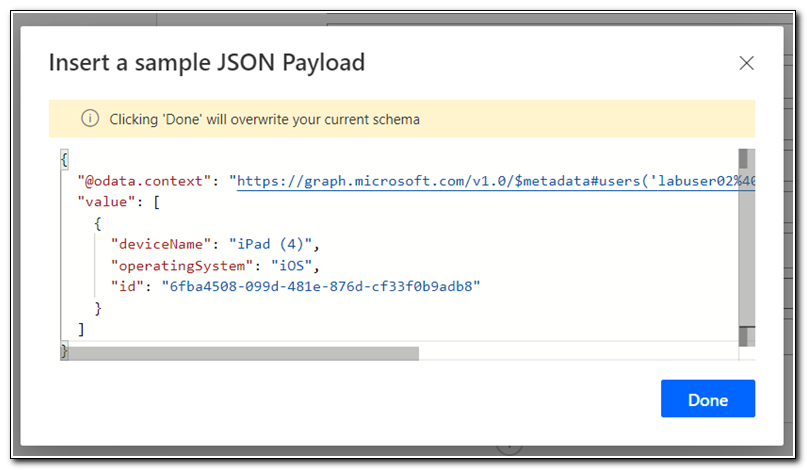 Insert a sample JSON Payload
Clicking 'Done' will overwrite your current schema
{
"@odata.context": "https://graph.microsoft.com/v1.0/$metadata#users('labuser02%40
"value": [
{
"deviceName": "iPad (4)",
"operatingSystem": "iOS",
"id": "6fba4508-099d-481e-876d-cf33f0b9adb8"
}
]
}
Done